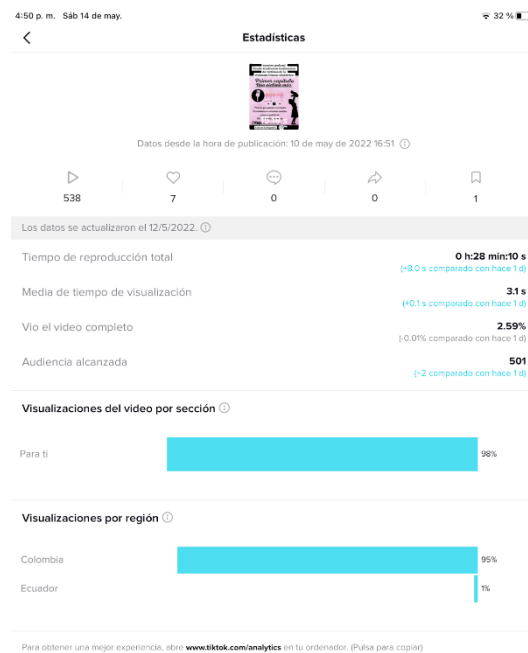 4:50 p. m. Sáb 14 de may.
32 %
Estadísticas
Primer capítulo
Datos desde la hora de publicación: 10 de may de 2022 16:51
538
7
0
0
1
Los datos se actualizaron el 12/5/2022.
Tiempo de reproducción total
0 h:28 min:10 s
(+8.0 s comparado con hace 1 d)
Media de tiempo de visualización
3.1 s
(+0.1 s comparado con hace 1 d)
Vio el video completo
2.59%
(-0.01% comparado con hace 1 d)
Audiencia alcanzada
501
(+2 comparado con hace 1 d)
Visualizaciones del video por sección
Para ti
98%
Visualizaciones por región
Colombia
95%
Ecuador
1%
Para obtener una mejor experiencia, abre www.tiktok.com/analytics en tu ordenador. (Pulsa para copiar)